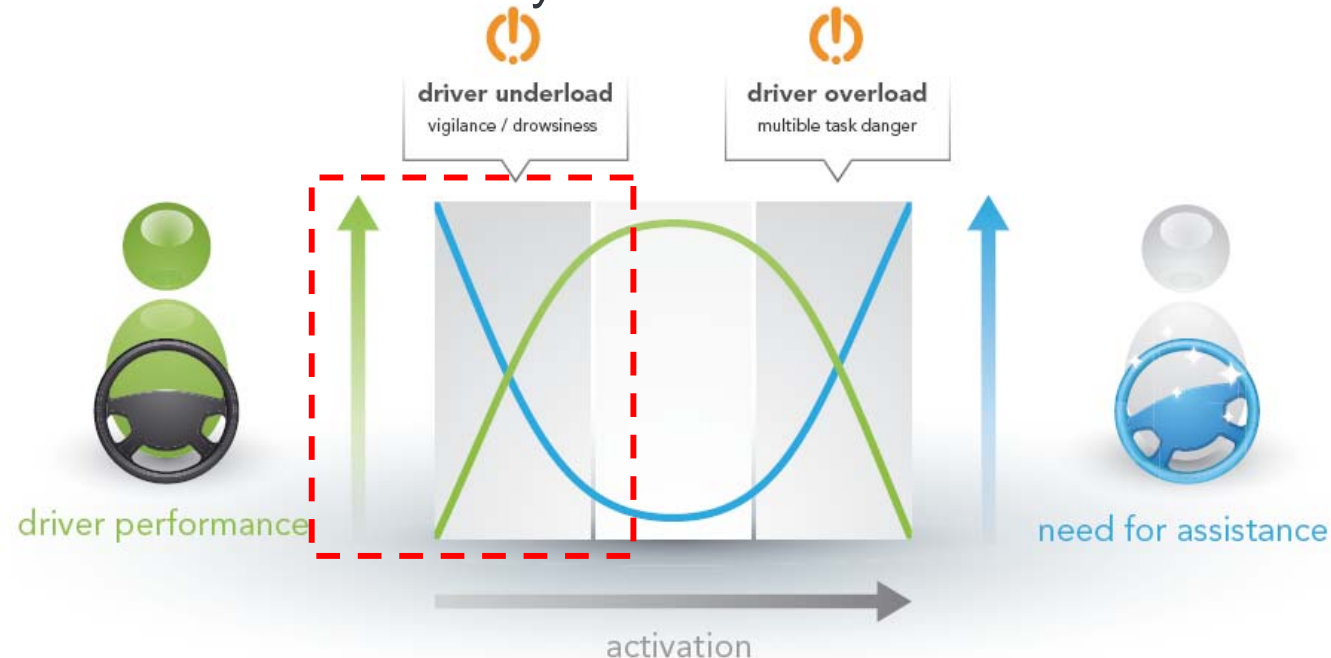 driver underload
vigilance / drowsiness
driver overload
multible task danger
driver performance
need for assistance
activation